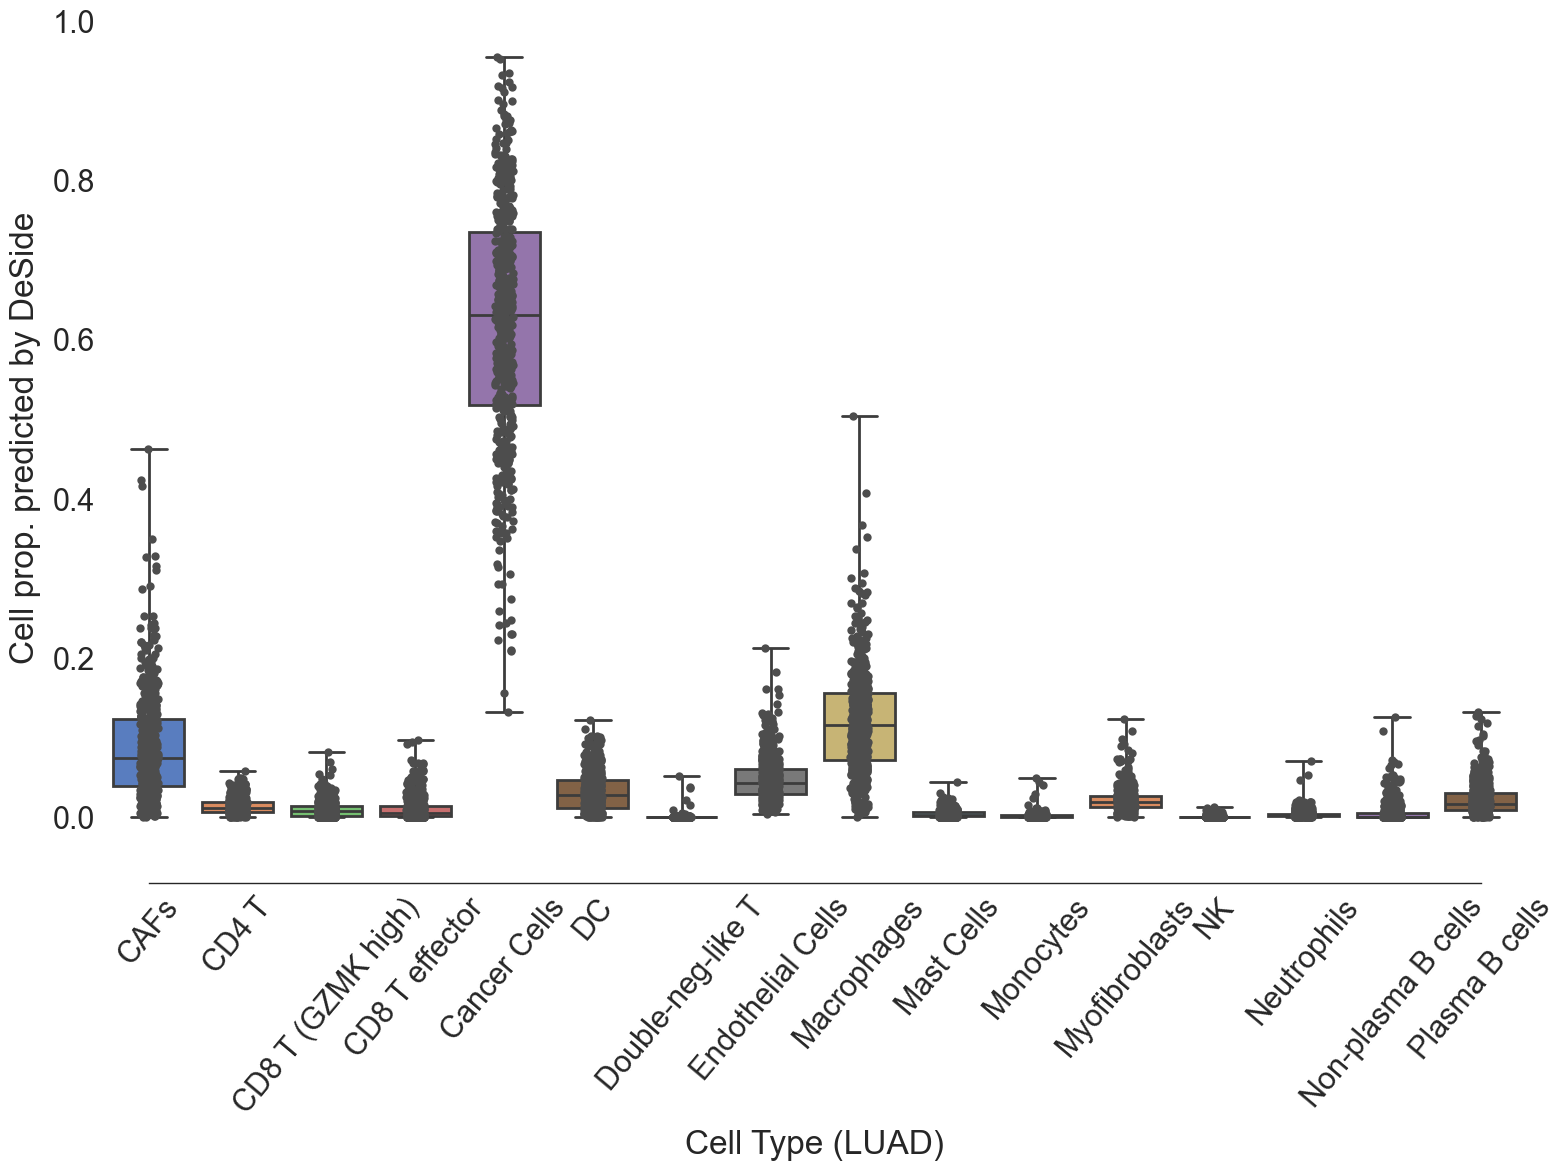 1.0
0.8
0.6
0.4
0.2
0.0
Cell prop. predicted by DeSide
CAFs
CD4 T
CD8 T (GZMK high)
CD8 T effector
Cancer Cells
DC
Double-neg-like T
Endothelial Cells
Macrophages
Mast Cells
Monocytes
Myofibroblasts
NK
Neutrophils
Non-plasma B cells
Plasma B cells
Cell Type (LUAD)